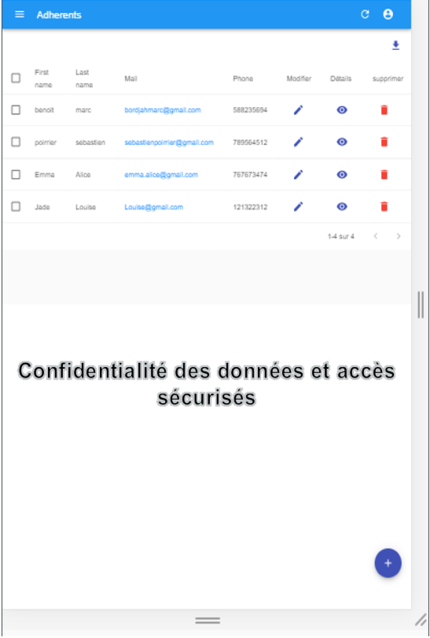 Adherents
First name Last name Mail Phone Modifier Détails supprimer
benoit marc bordjahmarc@gmail.com 588235694
poirrier sebastien sebastienpoirrier@gmail.com 789564512
Emma Alice emma.alice@gmail.com 767673474
Jade Louise Louise@gmail.com 121322312
1-4 sur 4
Confidentialité des données et accès
sécurisés